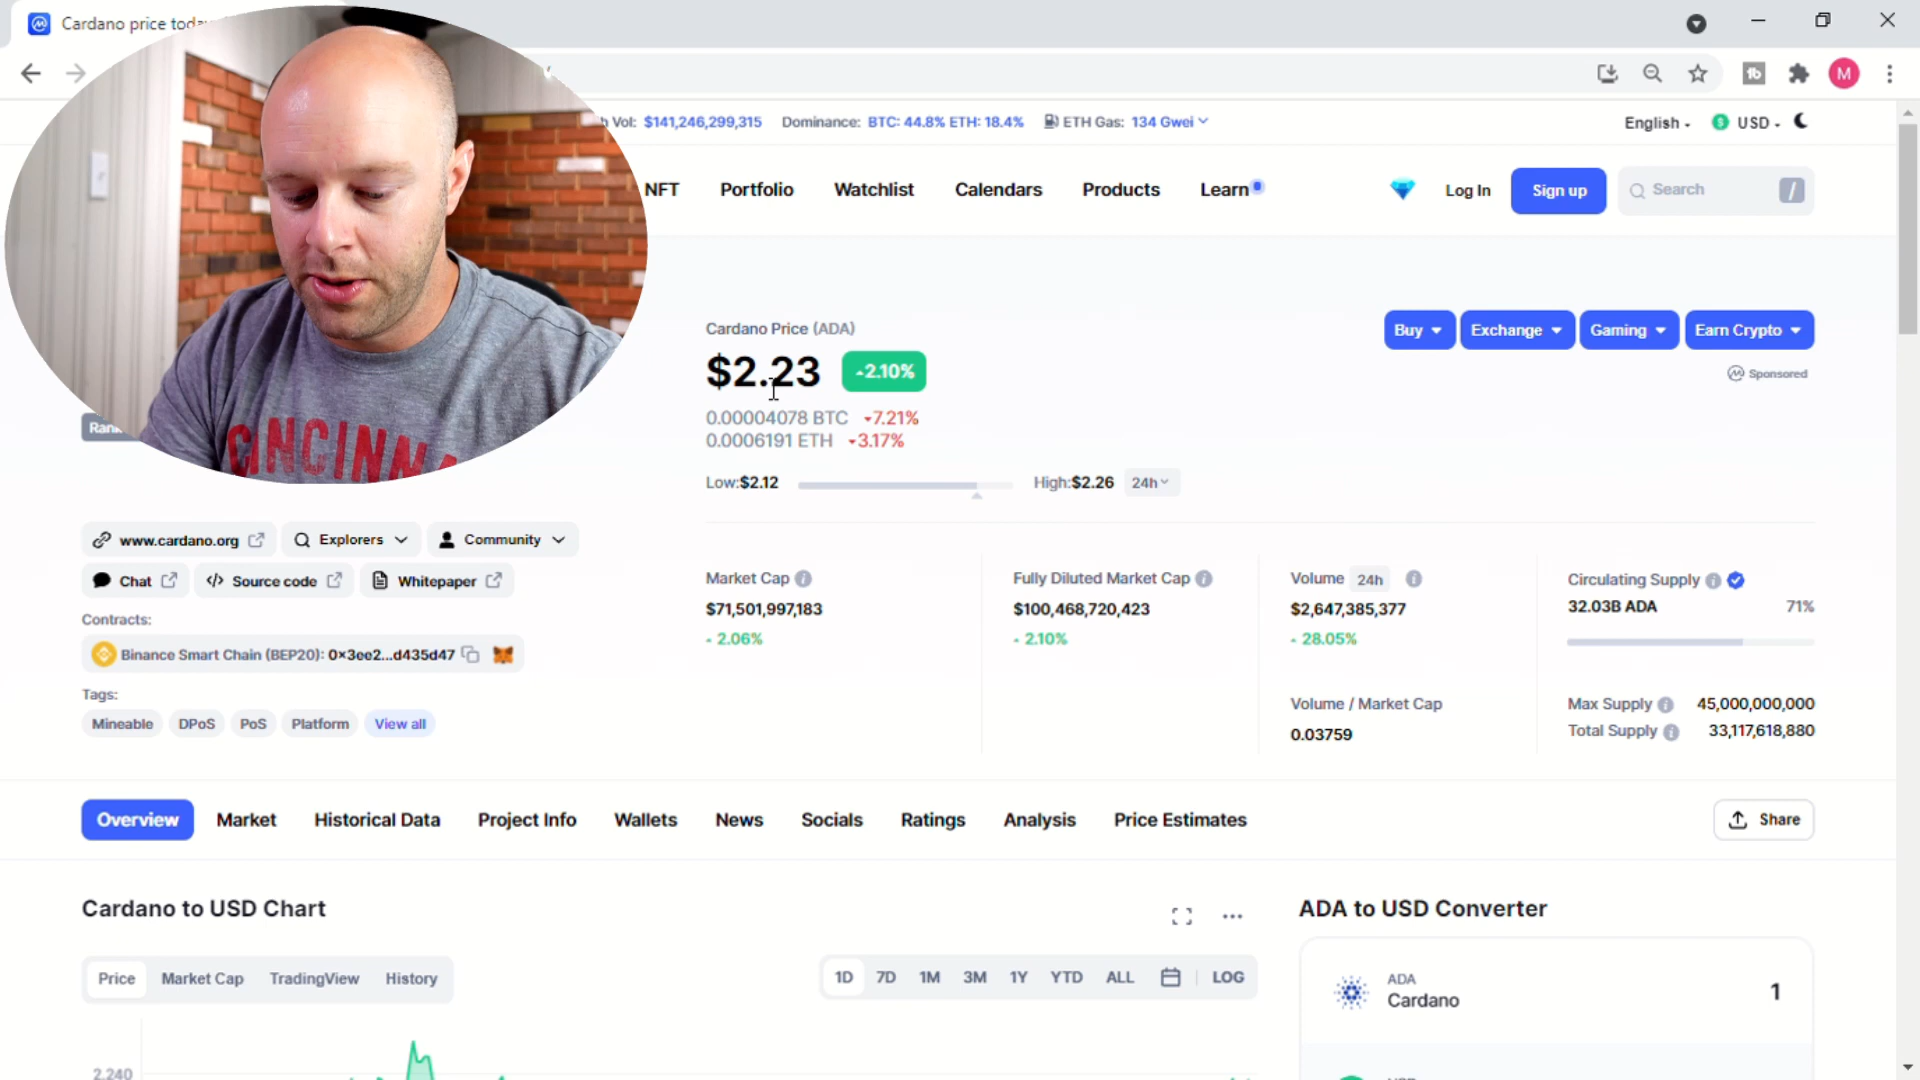 Cardano price toda
M
Vol: $141,246,299,315 Dominance: BTC: 44.8% ETH: 18.4% ETH Gas: 134 Gwei
English USD
NFT Portfolio Watchlist Calendars Products Learn
Log In Sign up Search /
Cardano Price (ADA)
$2.23 2.10%
0.00004078 BTC 7.21%
0.0006191 ETH 3.17%
Low:$2.12 High:$2.26 24h
Buy Exchange Gaming Earn Crypto
Sponsored
CINCINNA
Rank
www.cardano.org Explorers Community
Chat Source code Whitepaper
Contracts:
Binance Smart Chain (BEP20): 0x3ee2...d435d47
Tags:
Mineable DPoS PoS Platform View all
Market Cap
$71,501,997,183
2.06%
Fully Diluted Market Cap
$100,468,720,423
2.10%
Volume 24h
$2,647,385,377
28.05%
Volume / Market Cap
0.03759
Circulating Supply
32.03B ADA 71%
Max Supply 45,000,000,000
Total Supply 33,117,618,880
Overview Market Historical Data Project Info Wallets News Socials Ratings Analysis Price Estimates
Share
Cardano to USD Chart
Price Market Cap TradingView History
1D 7D 1M 3M 1Y YTD ALL LOG
2.240
ADA to USD Converter
ADA
Cardano
1